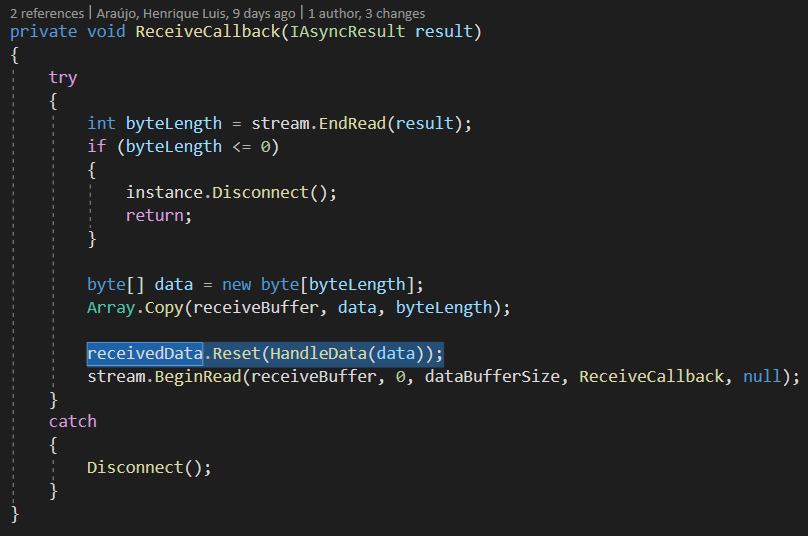 2 references | Araújo, Henrique Luis, 9 days ago | 1 author, 3 changes
private void ReceiveCallback(IAsyncResult result)
{
    try
    {
        int byteLength = stream.EndRead(result);
        if (byteLength <= 0)
        {
            instance.Disconnect();
            return;
        }

        byte[] data = new byte[byteLength];
        Array.Copy(receiveBuffer, data, byteLength);

        receivedData.Reset(HandleData(data));
        stream.BeginRead(receiveBuffer, 0, dataBufferSize, ReceiveCallback, null);
    }
    catch
    {
        Disconnect();
    }
}